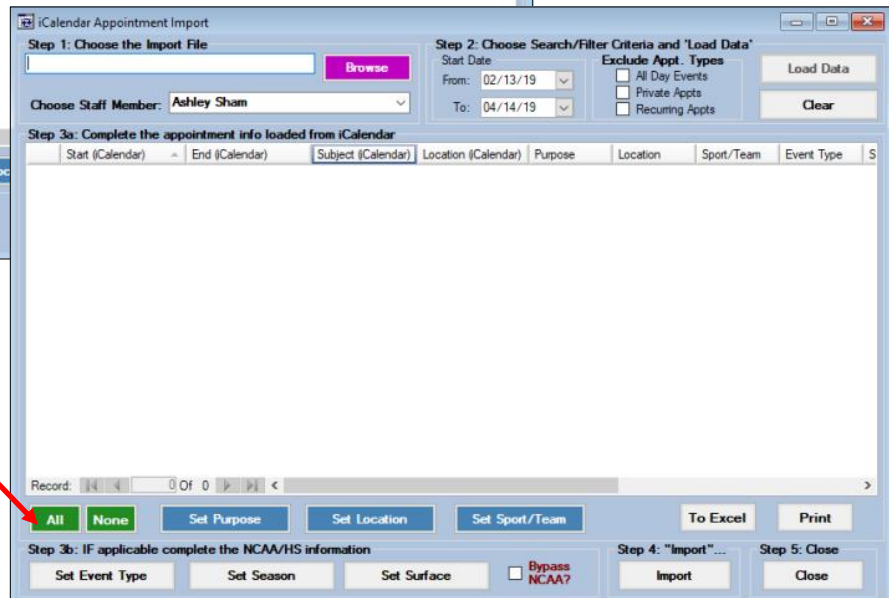 iCalendar Appointment Import
Step 1: Choose the Import File
Browse
Choose Staff Member: Ashley Sham
Step 2: Choose Search/Filter Criteria and 'Load Data'
Start Date
From: 02/13/19
To: 04/14/19
Exclude Appt. Types
All Day Events
Private Appts
Recurring Appts
Load Data
Clear
Step 3a: Complete the appointment info loaded from iCalendar
Start (iCalendar) End (iCalendar) Subject (iCalendar) Location (iCalendar) Purpose Location Sport/Team Event Type S
Record: 0 Of 0
All None Set Purpose Set Location Set Sport/Team To Excel Print
Step 3b: IF applicable complete the NCAA/HS information
Set Event Type Set Season Set Surface Bypass
NCAA?
Step 4: "Import"...
Import
Step 5: Close
Close